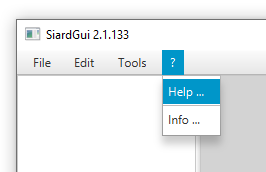 SiardGui 2.1.133
File Edit Tools ?
Help ...
Info ...